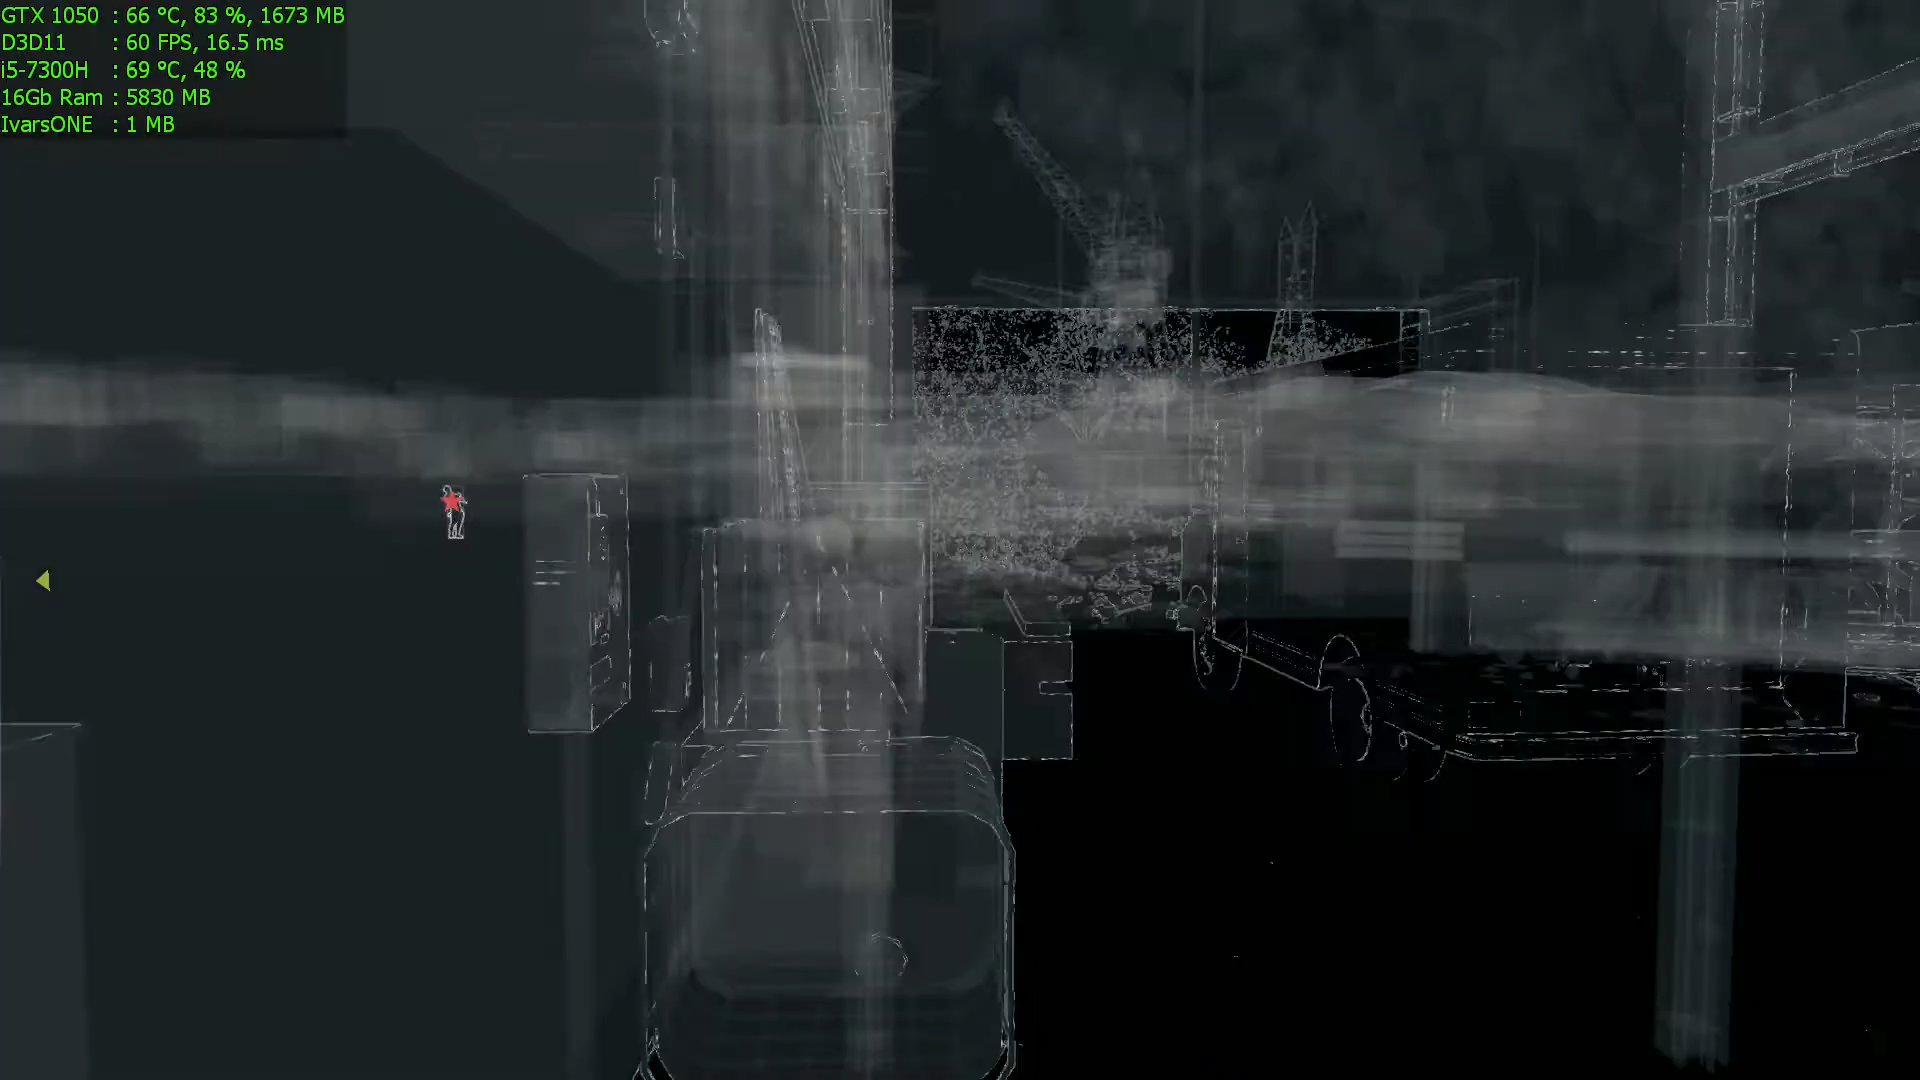 GTX 1050 : 66 °C, 83 %, 1673 MB
D3D11 : 60 FPS, 16.5 ms
i5-7300H : 69 °C, 48 %
16Gb Ram : 5830 MB
IvarsONE : 1 MB